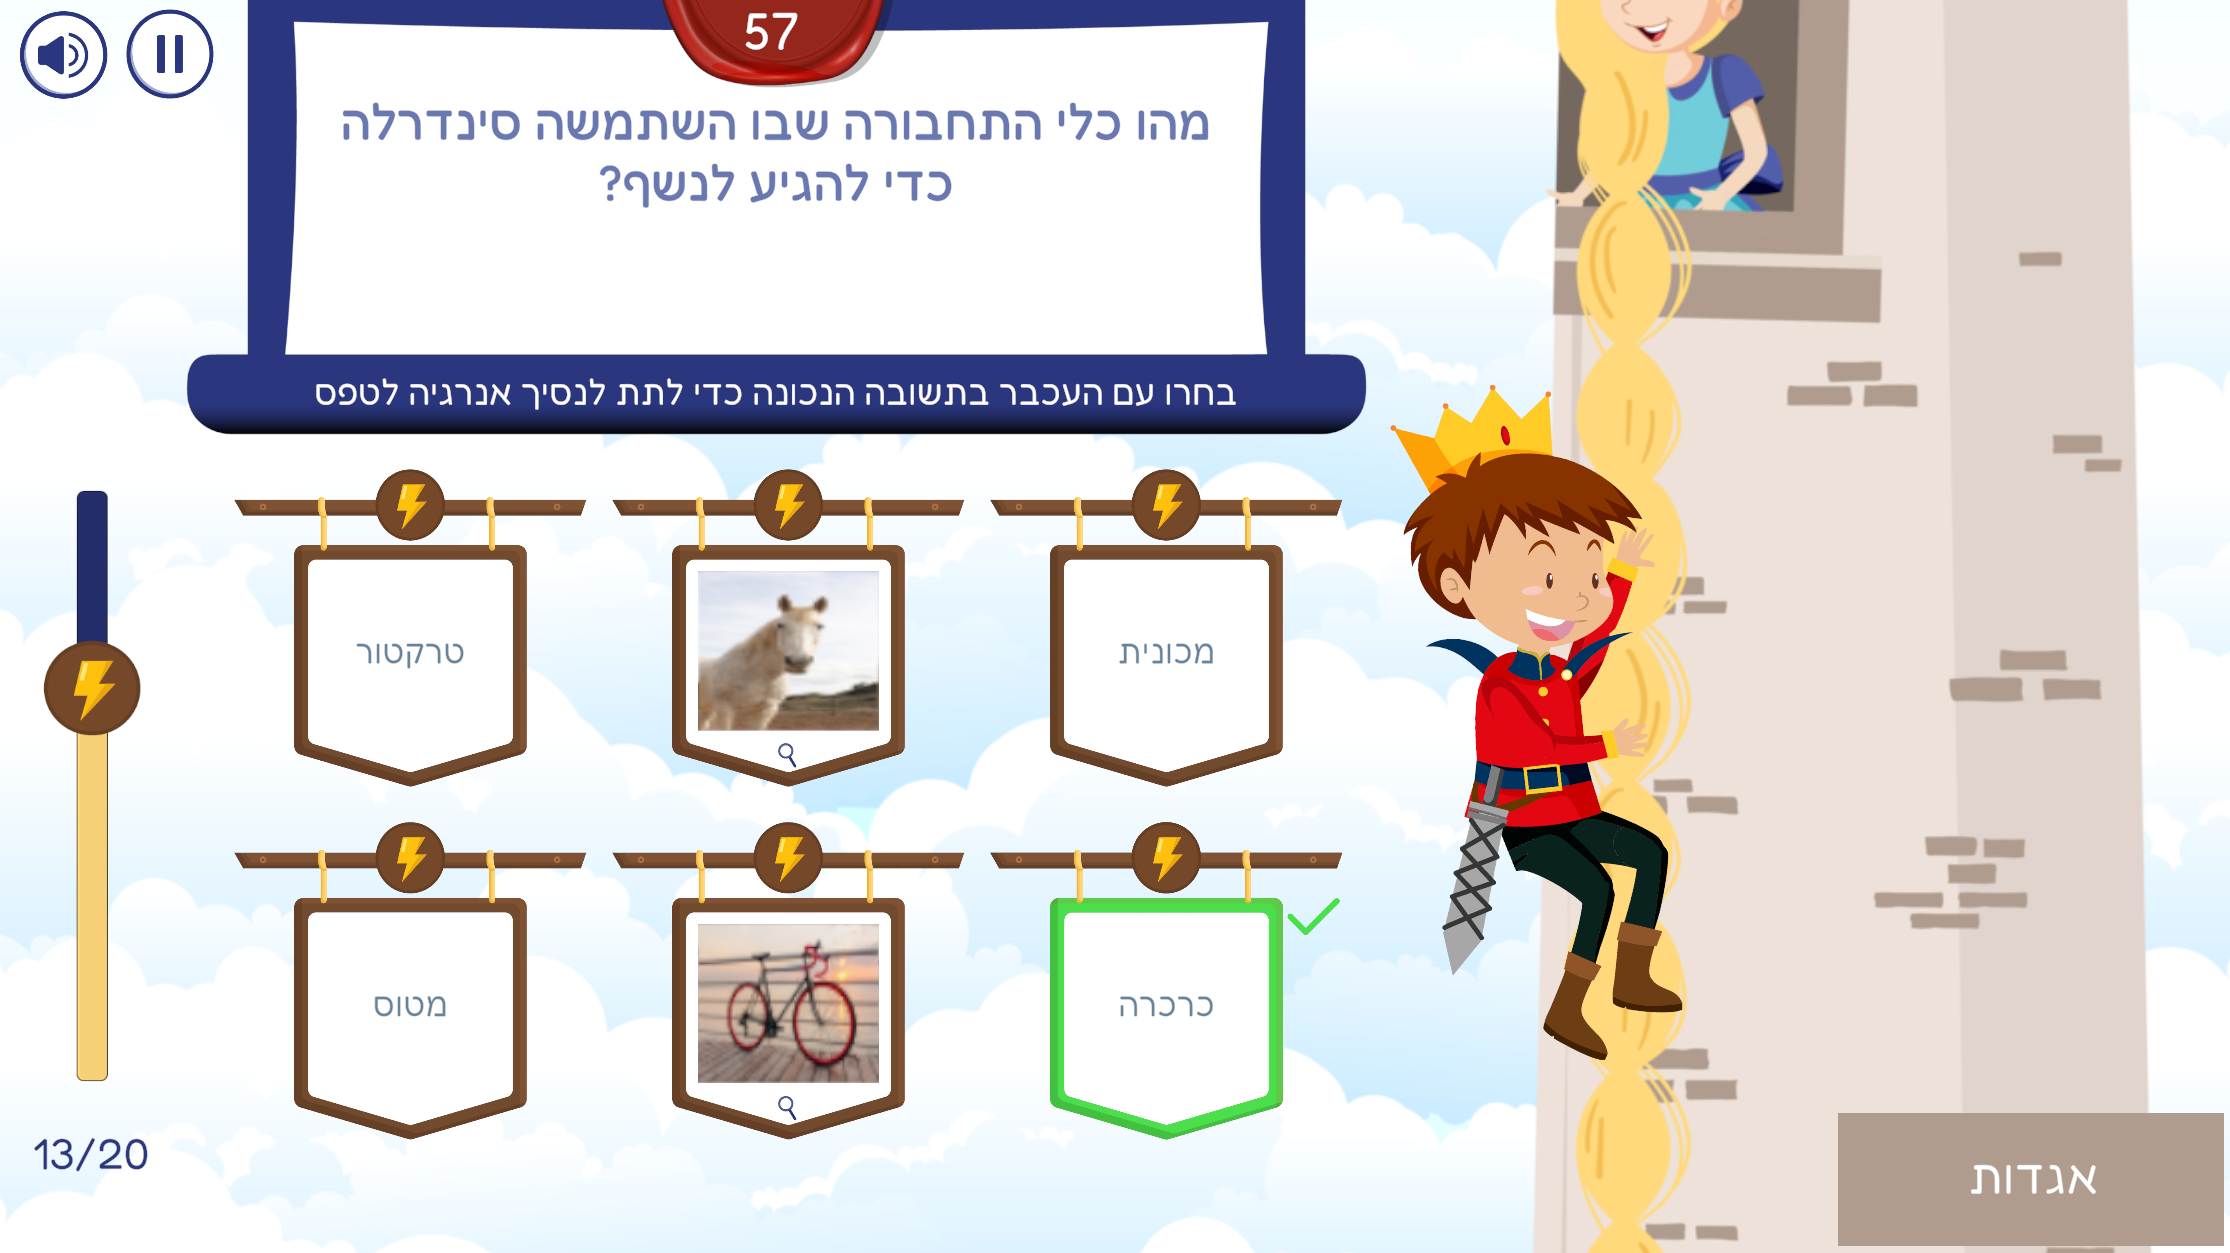 57
מהו כלי התחבורה שבו השתמשה סינדרלה
כדי להגיע לנשף?
בחרו עם העכבר בתשובה הנכונה כדי לתת לנסיך אנרגיה לטפס
מכונית
טרקטור
כרכרה
מטוס
13/20
אגדות